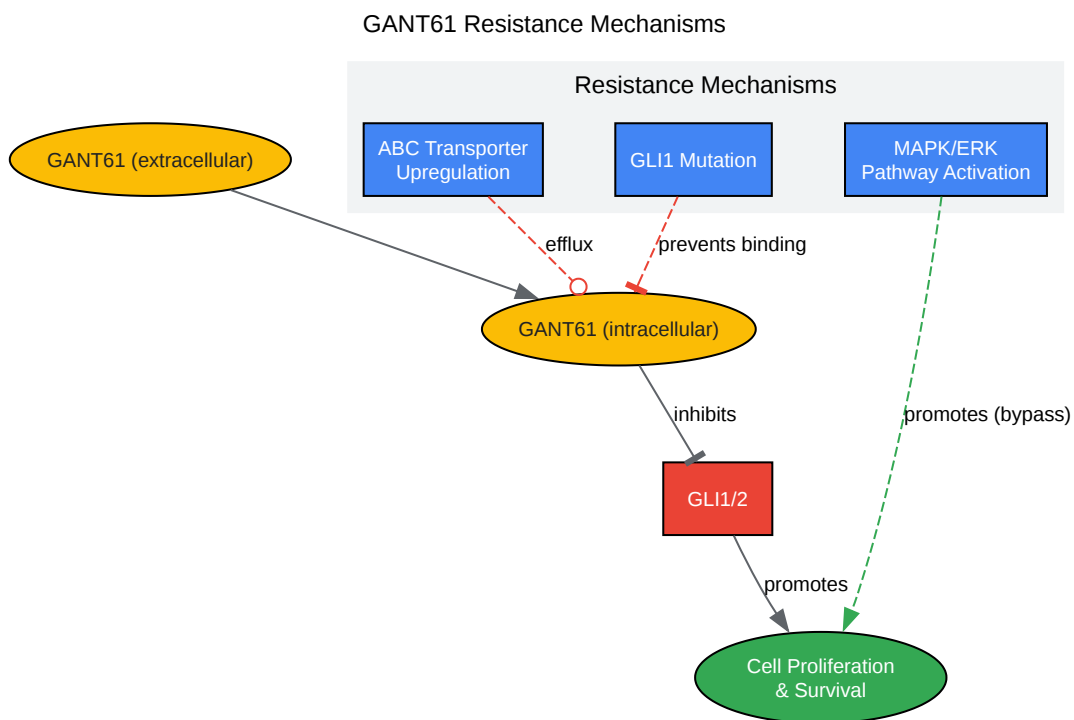 GANT61 Resistance Mechanisms
Resistance Mechanisms
GANT61 (extracellular)
ABC Transporter
Upregulation
GLI1 Mutation
MAPK/ERK
Pathway Activation
efflux
prevents binding
GANT61 (intracellular)
inhibits
promotes (bypass)
GLI1/2
promotes
Cell Proliferation
& Survival